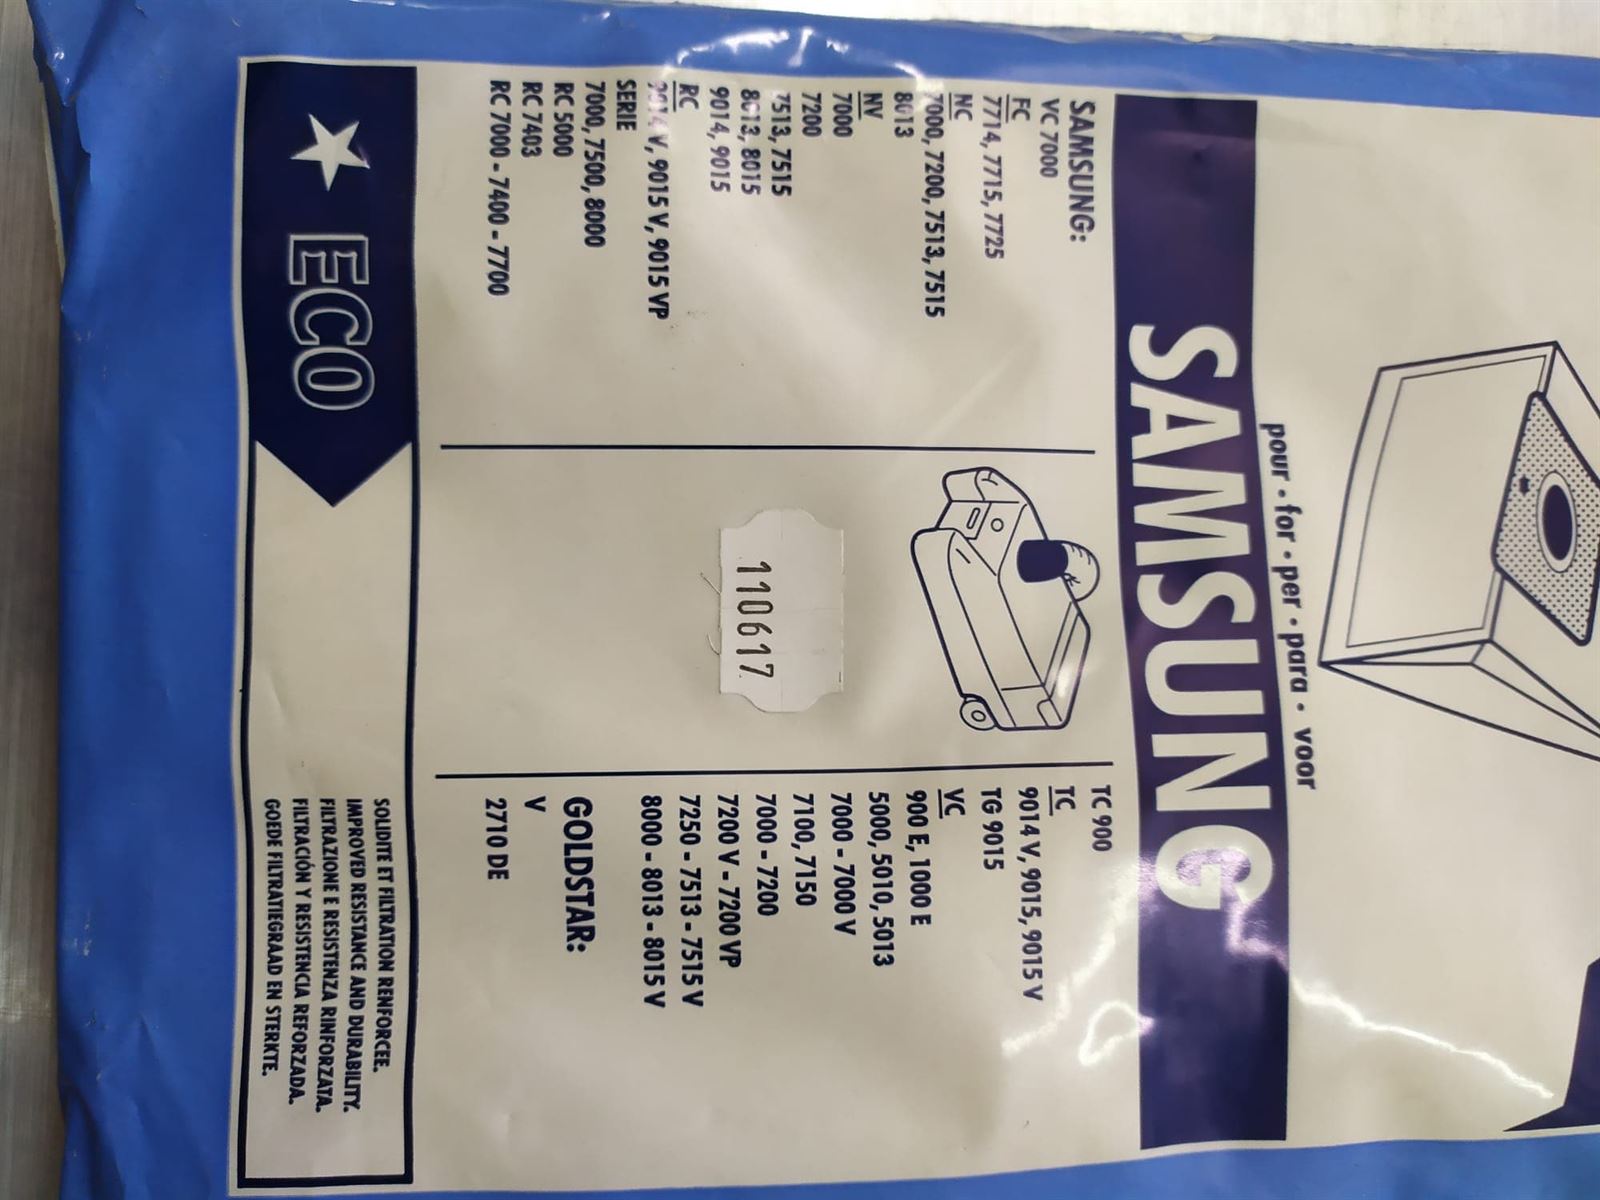 pour • for • per • para • voor
SAMSUNG
SAMSUNG:
VC 7000
FC
7714, 7715, 7725
NC
7000, 7200, 7513, 7515
8013
NV
7000
7200
7513, 7515
8013, 8015
9014, 9015
RC
9014 V, 9015 V, 9015 VP
SERIE
7000, 7500, 8000
RC 5000
RC 7403
RC 7000 - 7400 - 7700
110617
TC 900
TC
9014 V, 9015, 9015 V
TG 9015
VC
900 E, 1000 E
5000, 5010, 5013
7000 - 7000 V
7100, 7150
7000 - 7200
7200 V - 7200 VP
7250 - 7513 - 7515 V
8000 - 8013 - 8015 V
GOLDSTAR:
V
2710 DE
ECO
SOLIDITE ET FILTRATION RENFORCEE.
IMPROVED RESISTANCE AND DURABILITY.
FILTRAZIONE E RESISTENZA RINFORZATA.
FILTRACIÓN Y RESISTENCIA REFORZADA.
GOEDE FILTRATIEGRAAD EN STERKTE.